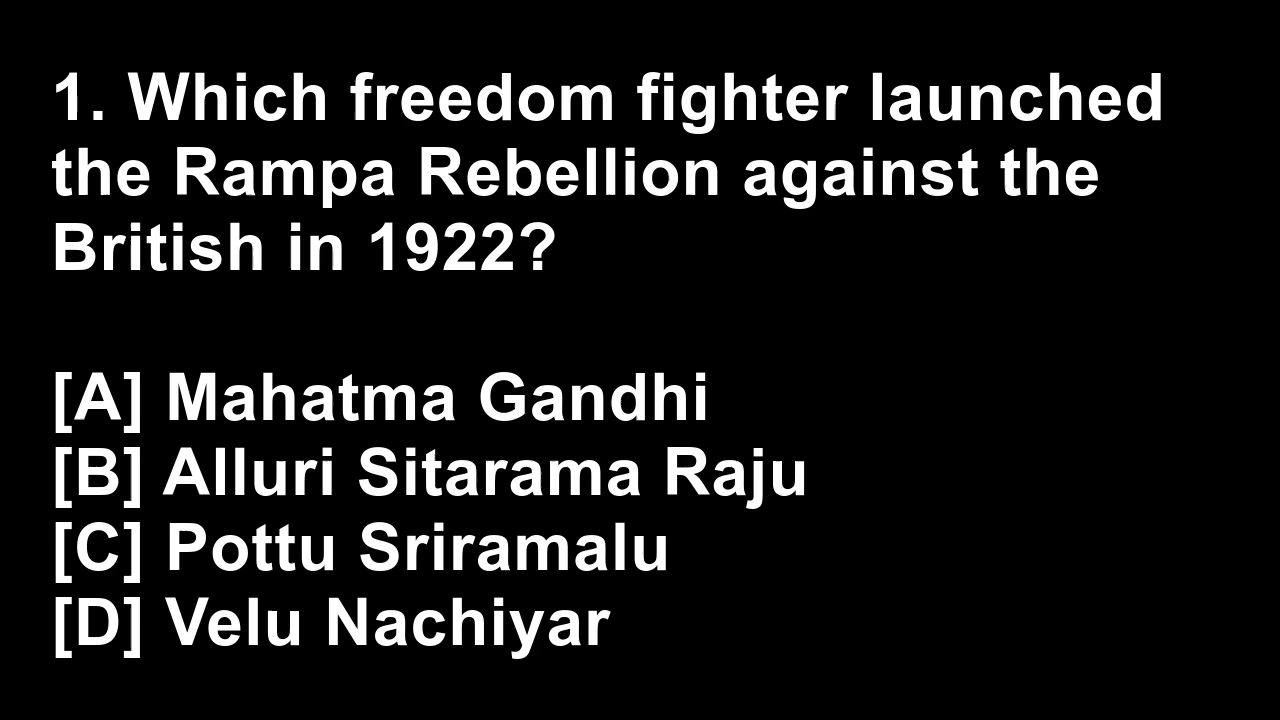 1. Which freedom fighter launched
the Rampa Rebellion against the
British in 1922?
[A] Mahatma Gandhi
[B] Alluri Sitarama Raju
[C] Pottu Sriramalu
[D] Velu Nachiyar